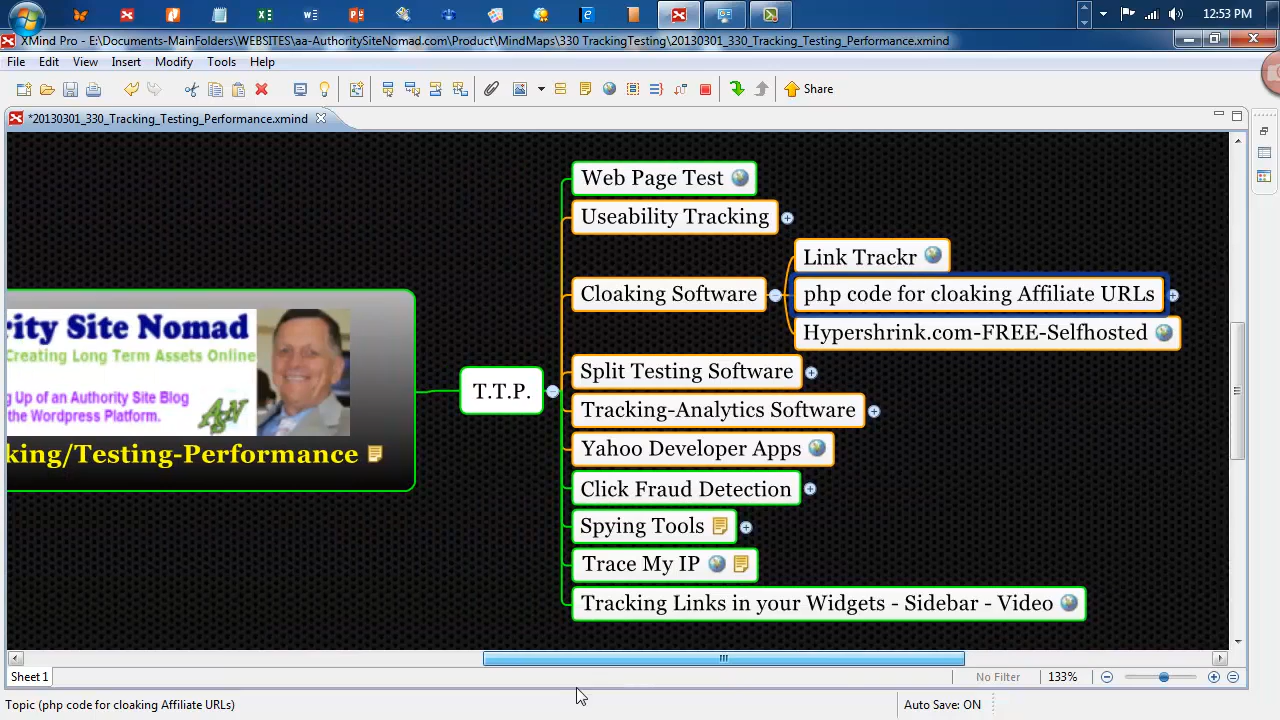 12:53 PM
XMind Pro - E:\Documents-MainFolders\WEBSITES\aa-AuthoritySiteNomad.com\Product\MindMaps\330 TrackingTesting\20130301_330_Tracking_Testing_Performance.xmind
File Edit View Insert Modify Tools Help
Share
*20130301_330_Tracking_Testing_Performance.xmind
Web Page Test
Useability Tracking
Link Trackr
Cloaking Software
php code for cloaking Affiliate URLs
Hypershrink.com-FREE-Selfhosted
rity Site Nomad
Creating Long Term Assets Online
g Up of an Authority Site Blog
the Wordpress Platform.
ASN
king/Testing-Performance
T.T.P.
Split Testing Software
Tracking-Analytics Software
Yahoo Developer Apps
Click Fraud Detection
Spying Tools
Trace My IP
Tracking Links in your Widgets - Sidebar - Video
Sheet 1
No Filter
133%
Topic (php code for cloaking Affiliate URLs)
Auto Save: ON